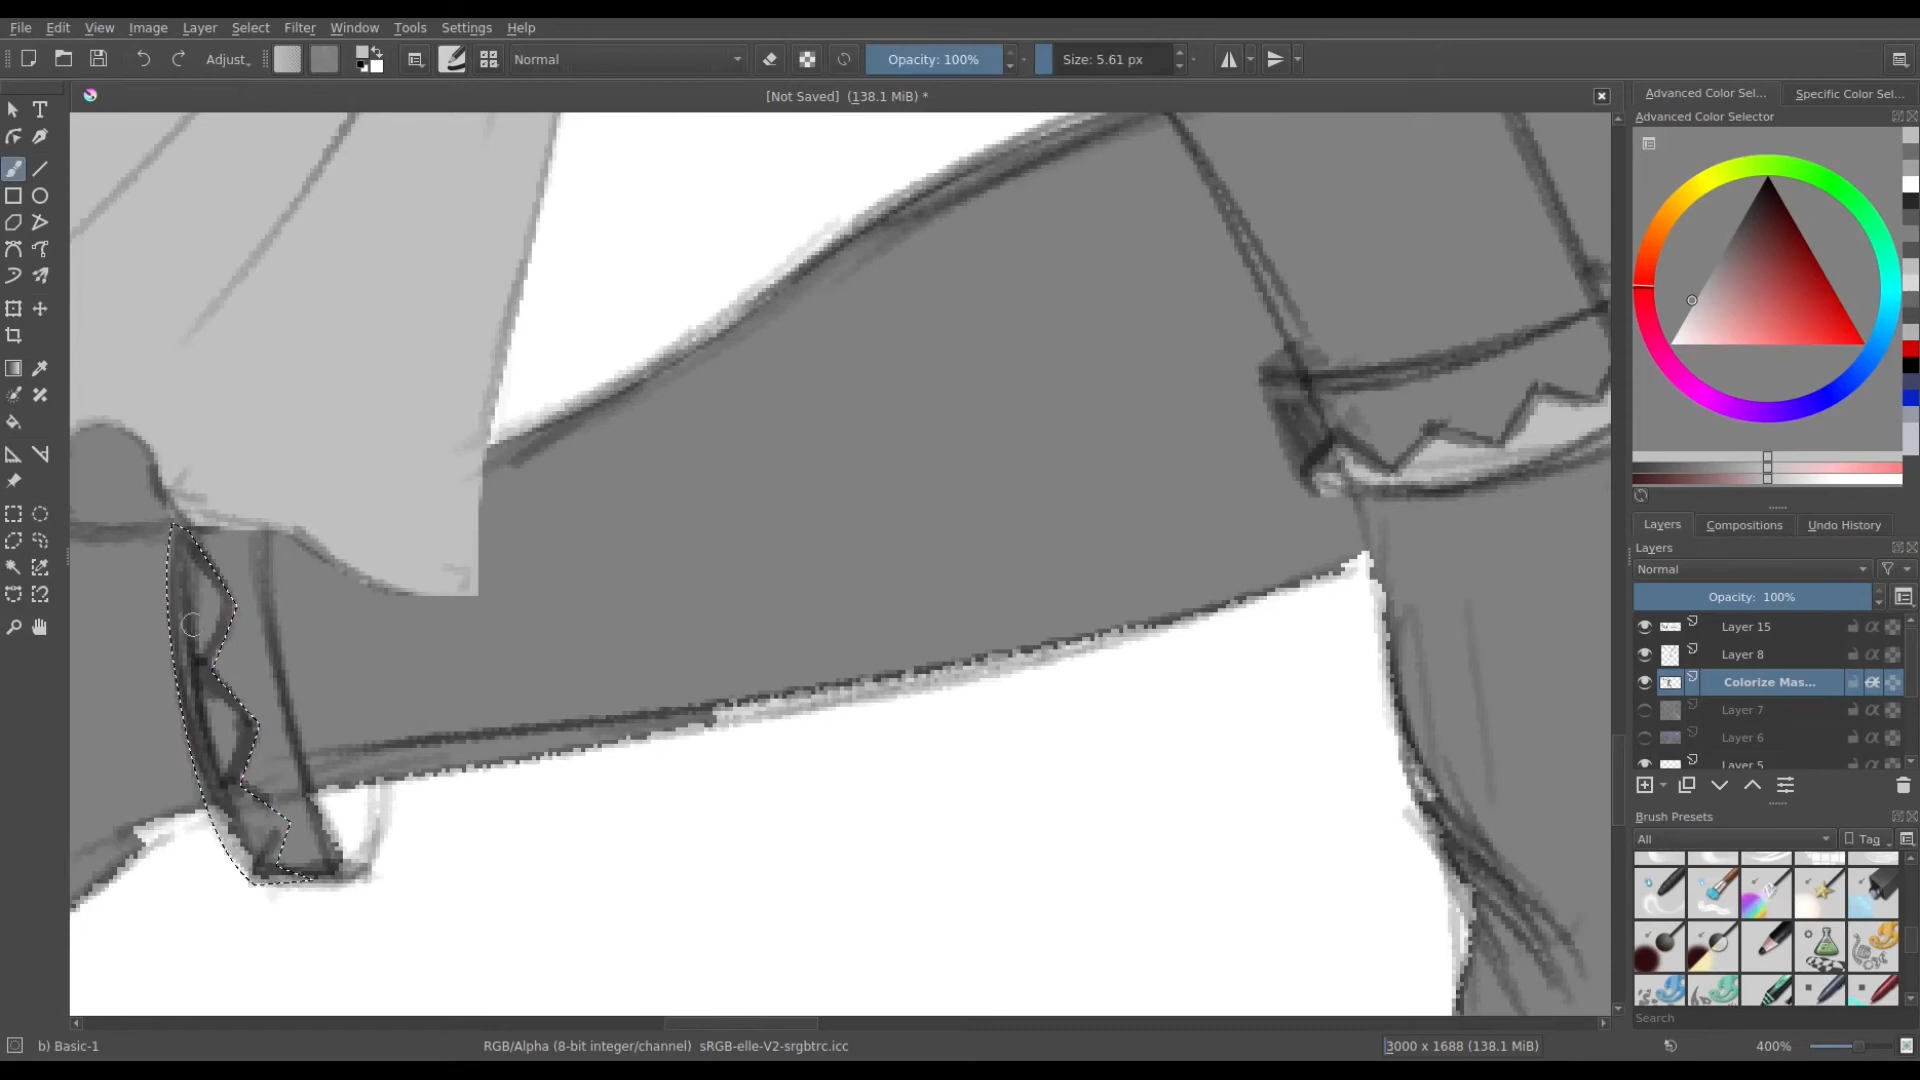 File Edit View Image Layer Select Filter Window Tools Settings Help
Adjust Normal Opacity: 100% Size: 5.61 px
[Not Saved] (138.1 MiB) *
Advanced Color Sel... Specific Color Sel...
Advanced Color Selector
Layers Compositions Undo History
Layers
Normal
Opacity: 100%
Layer 15
Layer 8
Colorize Mas...
Layer 7
Layer 6
Layer 5
Brush Presets
All Tag
Search
b) Basic-1 RGB/Alpha (8-bit integer/channel) sRGB-elle-V2-srgbtrc.icc 3000 x 1688 (138.1 MiB) 400%